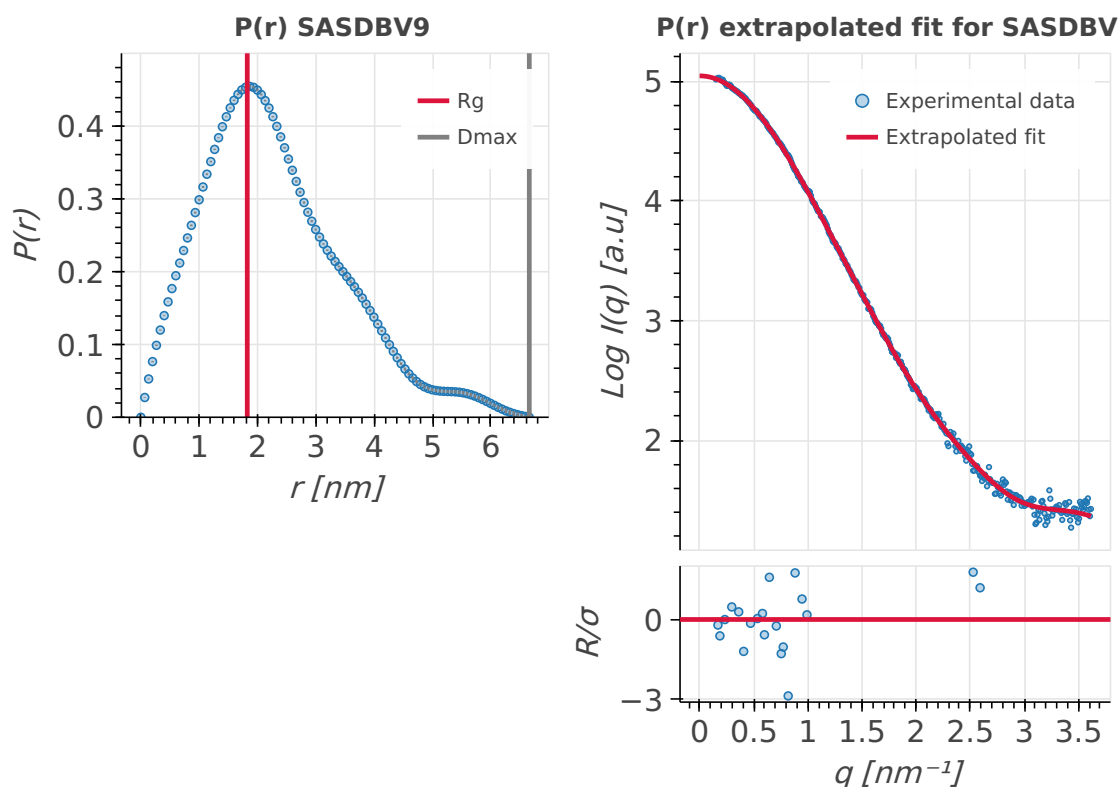 P(r) SASDBV9
P(r)
0.4
0.3
0.2
0.1
0
0 1 2 3 4 5 6
r [nm]
Rg
Dmax
P(r) extrapolated fit for SASDBV
Log I(q) [a.u]
5
4
3
2
Experimental data
Extrapolated fit
R/σ
0
−3
0 0.5 1 1.5 2 2.5 3 3.5
q [nm⁻¹]